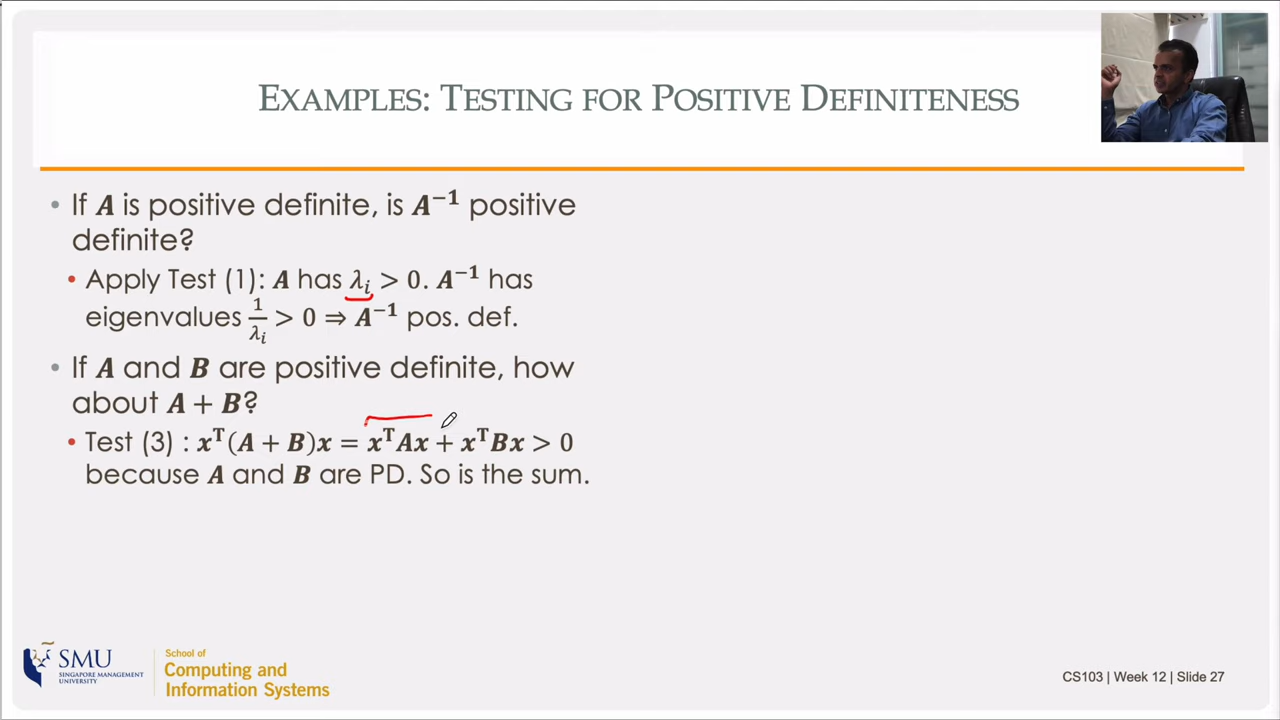 EXAMPLES: TESTING FOR POSITIVE DEFINITENESS
• If A is positive definite, is A⁻¹ positive
definite?
• Apply Test (1): A has λᵢ > 0. A⁻¹ has
eigenvalues 1/λᵢ > 0 ⇒ A⁻¹ pos. def.
• If A and B are positive definite, how
about A + B?
• Test (3) : xᵀ(A + B)x = xᵀAx + xᵀBx > 0
because A and B are PD. So is the sum.
SMU
SINGAPORE MANAGEMENT
UNIVERSITY
School of
Computing and
Information Systems
CS103 | Week 12 | Slide 27